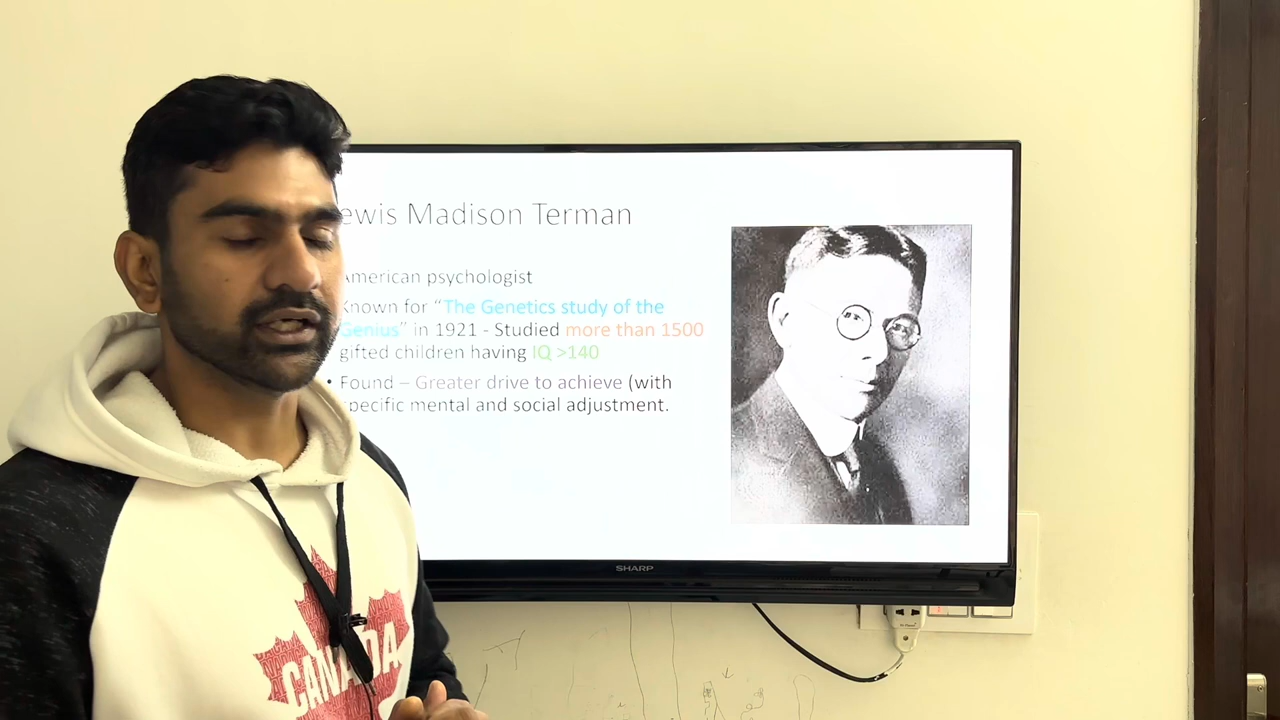 ewis Madison Terman
American psychologist
Known for “The Genetics study of the
Genius” in 1921 - Studied more than 1500
gifted children having IQ >140
• Found – Greater drive to achieve (with
specific mental and social adjustment.
SHARP
CANADA